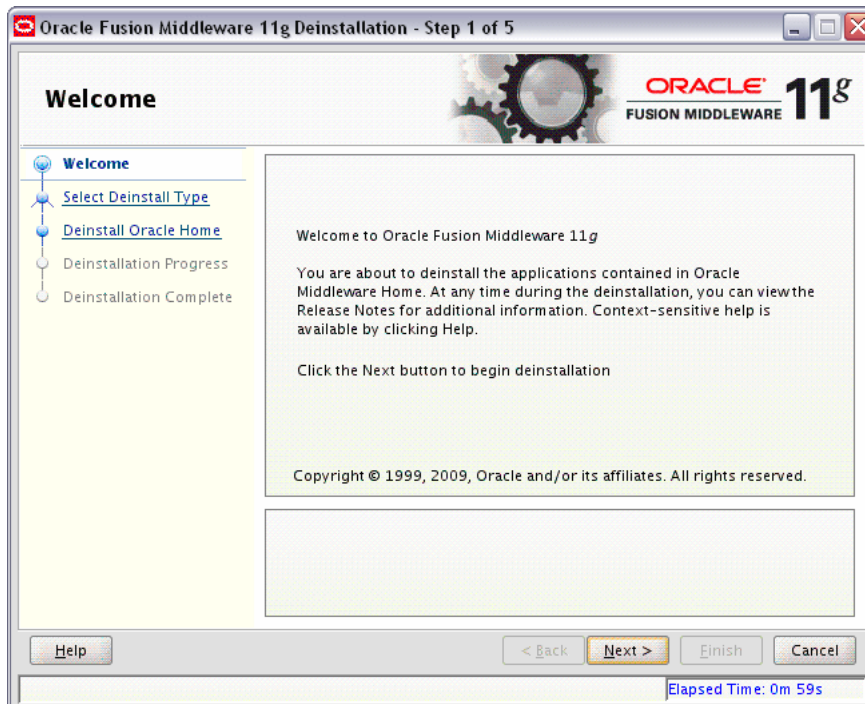 Oracle Fusion Middleware 11g Deinstallation - Step 1 of 5
Welcome
ORACLE
FUSION MIDDLEWARE 11g
Welcome
Select Deinstall Type
Deinstall Oracle Home
Deinstallation Progress
Deinstallation Complete
Welcome to Oracle Fusion Middleware 11g
You are about to deinstall the applications contained in Oracle
Middleware Home. At any time during the deinstallation, you can view the
Release Notes for additional information. Context-sensitive help is
available by clicking Help.
Click the Next button to begin deinstallation
Copyright © 1999, 2009, Oracle and/or its affiliates. All rights reserved.
Help
< Back
Next >
Finish
Cancel
Elapsed Time: 0m 59s